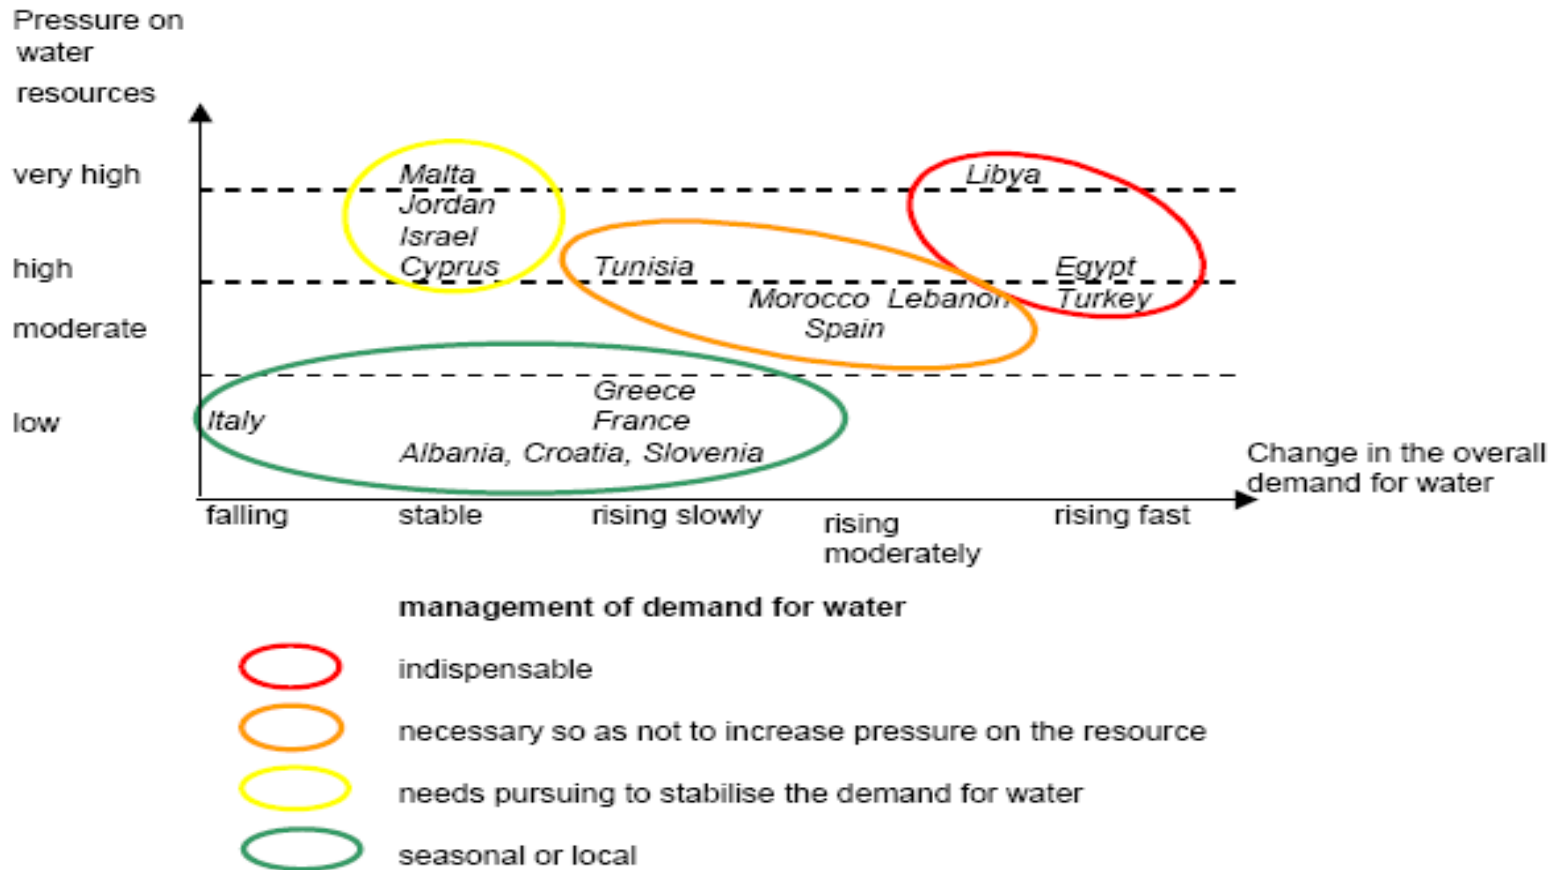 Pressure on
water
resources
very high
Malta
Libya
Jordan
Israel
high
Cyprus
Tunisia
Egypt
Morocco Lebanon
Turkey
moderate
Spain
Greece
low
Italy
France
Albania, Croatia, Slovenia
Change in the overall
demand for water
falling
stable
rising slowly
rising
moderately
rising fast
management of demand for water
indispensable
necessary so as not to increase pressure on the resource
needs pursuing to stabilise the demand for water
seasonal or local